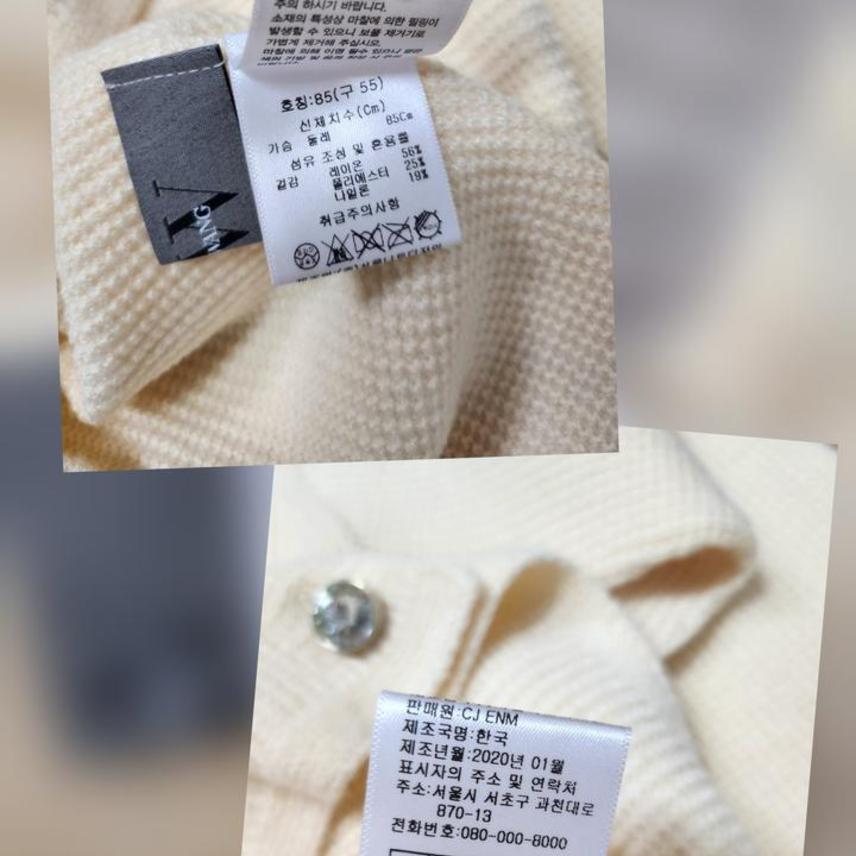 주의 하시기 바랍니다.
소재의 특성상 마찰에 의한 필링이
발생할 수 있으니 보풀 제거기로
가볍게 제거해 주십시오.
호칭:85(구 55)
신체치수(Cm)
가슴 둘레 85Cm
섬유 조성 및 혼용률
겉감 레이온 56%
폴리에스터 25%
나일론 19%
취급주의사항
W
WANG
판매원:CJ ENM
제조국명:한국
제조년월:2020년 01월
표시자의 주소 및 연락처
주소:서울시 서초구 과천대로
870-13
전화번호:080-000-8000